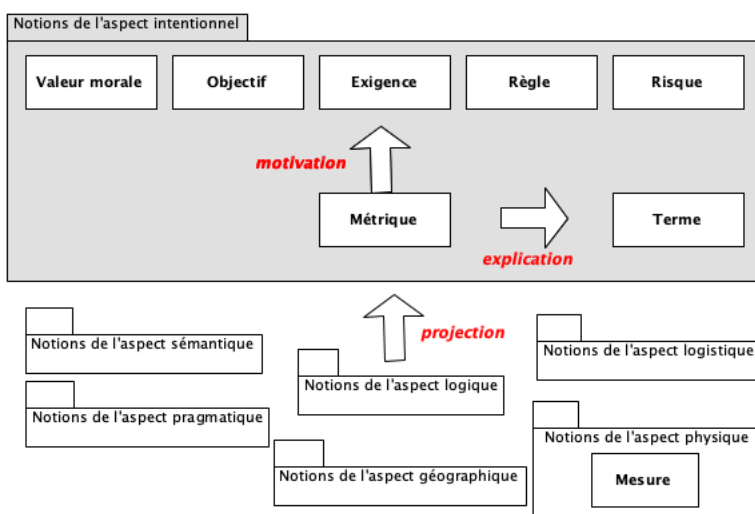 Notions de l'aspect intentionnel
Valeur morale
Objectif
Exigence
Règle
Risque
motivation
Métrique
Terme
explication
projection
Notions de l'aspect sémantique
Notions de l'aspect logistique
Notions de l'aspect logique
Notions de l'aspect pragmatique
Notions de l'aspect physique
Notions de l'aspect géographique
Mesure